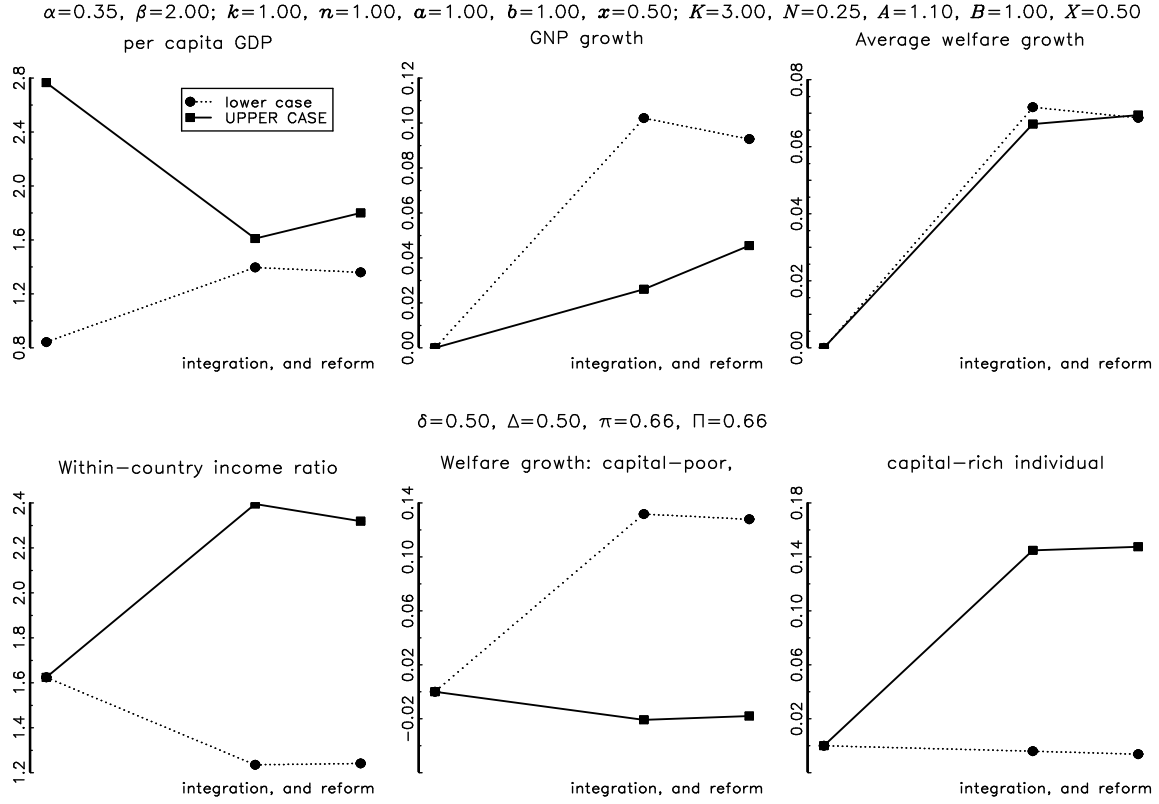 α=0.35, β=2.00; k=1.00, n=1.00, a=1.00, b=1.00, x=0.50; K=3.00, N=0.25, A=1.10, B=1.00, X=0.50
per capita GDP
2.8
2.4
2.0
1.6
1.2
0.8
lower case
UPPER CASE
integration, and reform
GNP growth
0.12
0.10
0.08
0.06
0.04
0.02
0.00
integration, and reform
Average welfare growth
0.08
0.06
0.04
0.02
0.00
integration, and reform
δ=0.50, Δ=0.50, π=0.66, Π=0.66
Within−country income ratio
2.4
2.2
2.0
1.8
1.6
1.4
1.2
integration, and reform
Welfare growth: capital−poor,
0.14
0.10
0.06
0.02
−0.02
integration, and reform
capital−rich individual
0.18
0.14
0.10
0.06
0.02
integration, and reform